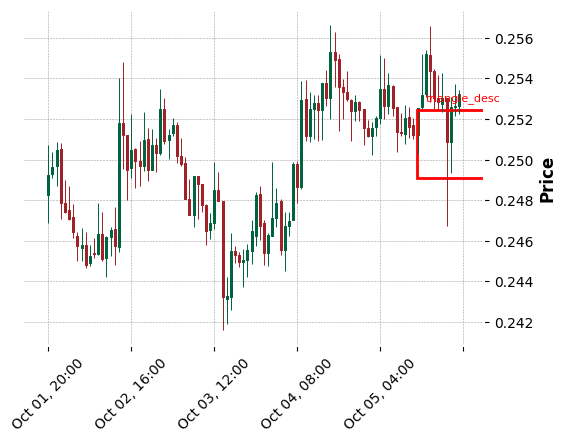 0.256
0.254
triangle_desc
0.252
0.250
0.248
0.246
0.244
0.242
Price
Oct 01, 20:00
Oct 02, 16:00
Oct 03, 12:00
Oct 04, 08:00
Oct 05, 04:00